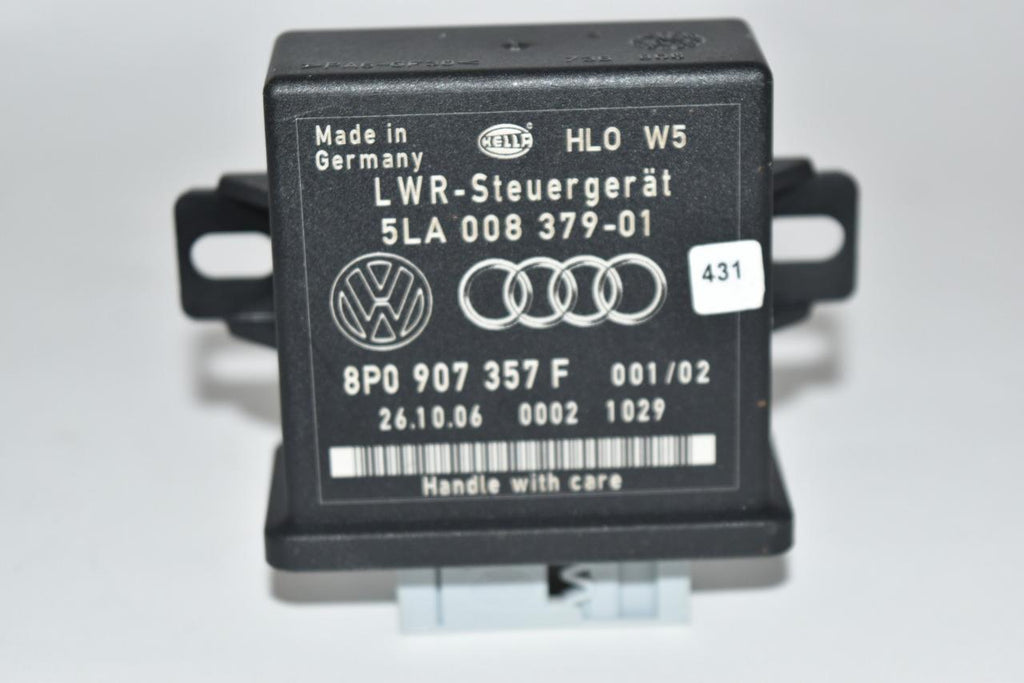 Made in
Germany
HELLA
HLO W5
LWR-Steuergerät
5LA 008 379-01
431
8P0 907 357 F 001/02
26.10.06 0002 1029
Handle with care